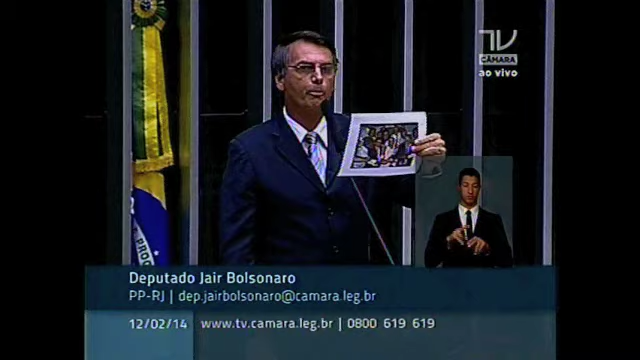 TV
CÂMARA
ao vivo
Deputado Jair Bolsonaro
PP-RJ | dep.jairbolsonaro@camara.leg.br
12/02/14 www.tv.camara.leg.br | 0800 619 619